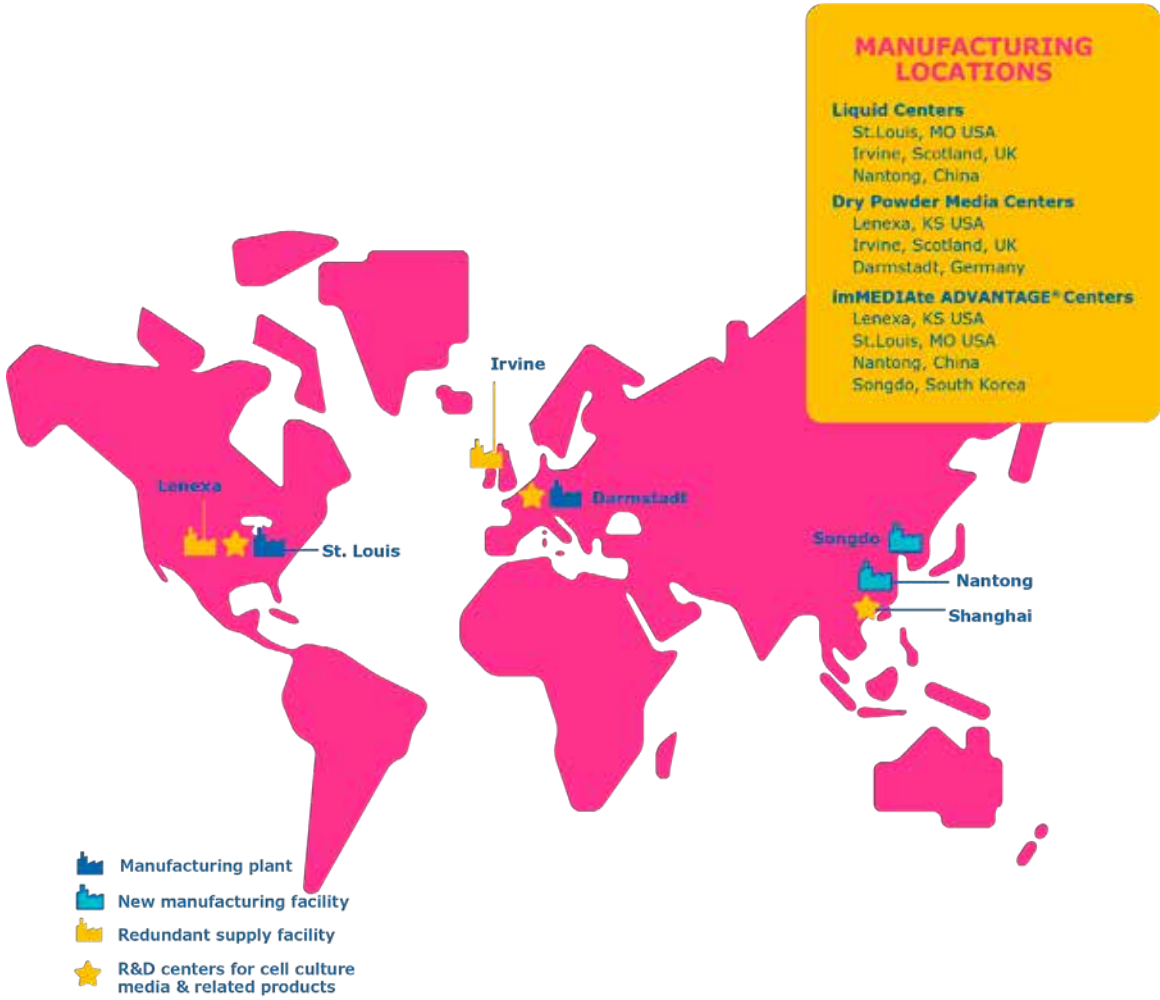 MANUFACTURING
LOCATIONS
Liquid Centers
St.Louis, MO USA
Irvine, Scotland, UK
Nantong, China
Dry Powder Media Centers
Lenexa, KS USA
Irvine, Scotland, UK
Darmstadt, Germany
imMEDIAte ADVANTAGE® Centers
Lenexa, KS USA
St.Louis, MO USA
Nantong, China
Songdo, South Korea
Irvine
Lenexa
Darmstadt
St. Louis
Songdo
Nantong
Shanghai
Manufacturing plant
New manufacturing facility
Redundant supply facility
R&D centers for cell culture
media & related products